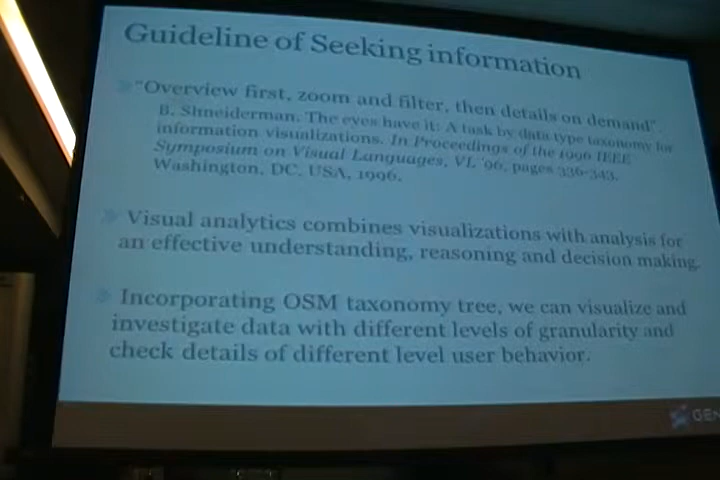 Guideline of Seeking information
"Overview first, zoom and filter, then details on demand"
B. Shneiderman. The eyes have it: A task by data type taxonomy for
information visualizations. In Proceedings of the 1996 IEEE
Symposium on Visual Languages, VL '96, pages 336-343,
Washington, DC, USA, 1996.
Visual analytics combines visualizations with analysis for
an effective understanding, reasoning and decision making.
Incorporating OSM taxonomy tree, we can visualize and
investigate data with different levels of granularity and
check details of different level user behavior.